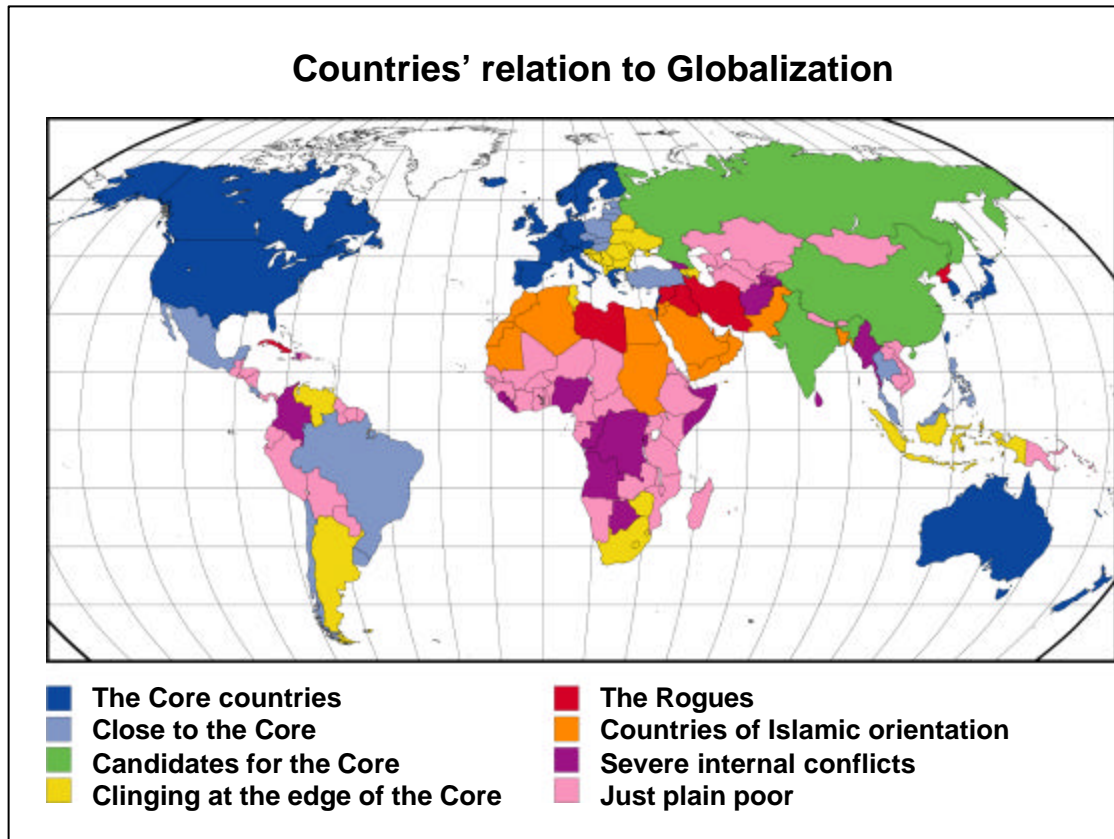 Countries’ relation to Globalization
The Core countries
Close to the Core
Candidates for the Core
Clinging at the edge of the Core
The Rogues
Countries of Islamic orientation
Severe internal conflicts
Just plain poor